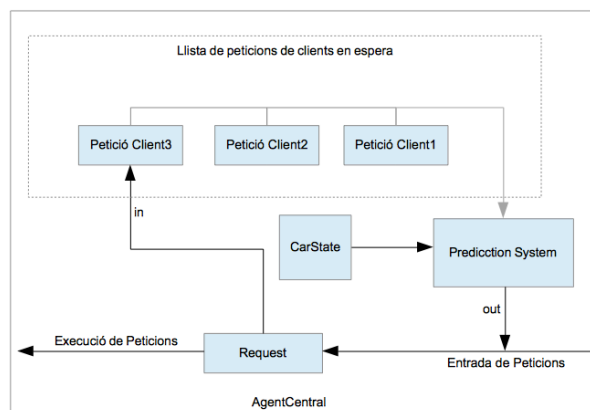 Llista de peticions de clients en espera
Petició Client3
Petició Client2
Petició Client1
in
CarState
Predicction System
out
Execució de Peticions
Request
Entrada de Peticions
AgentCentral